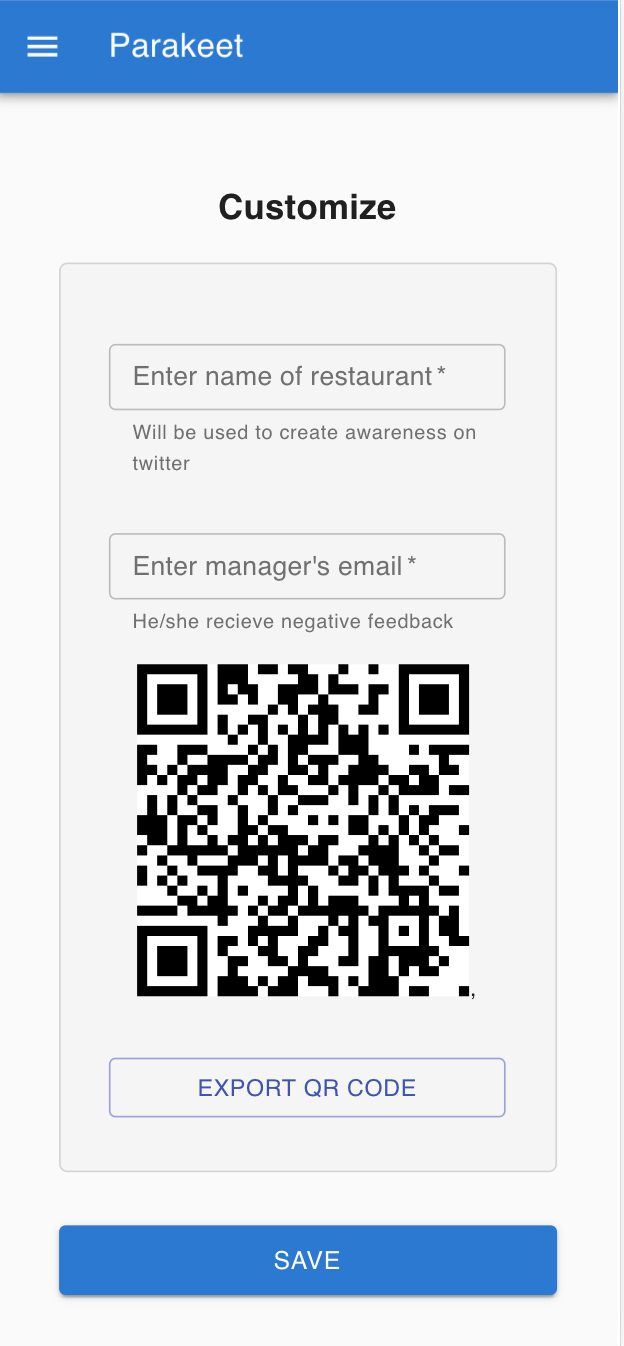 Parakeet
Customize
Enter name of restaurant *
Will be used to create awareness on
twitter
Enter manager's email *
He/she recieve negative feedback
,
EXPORT QR CODE
SAVE